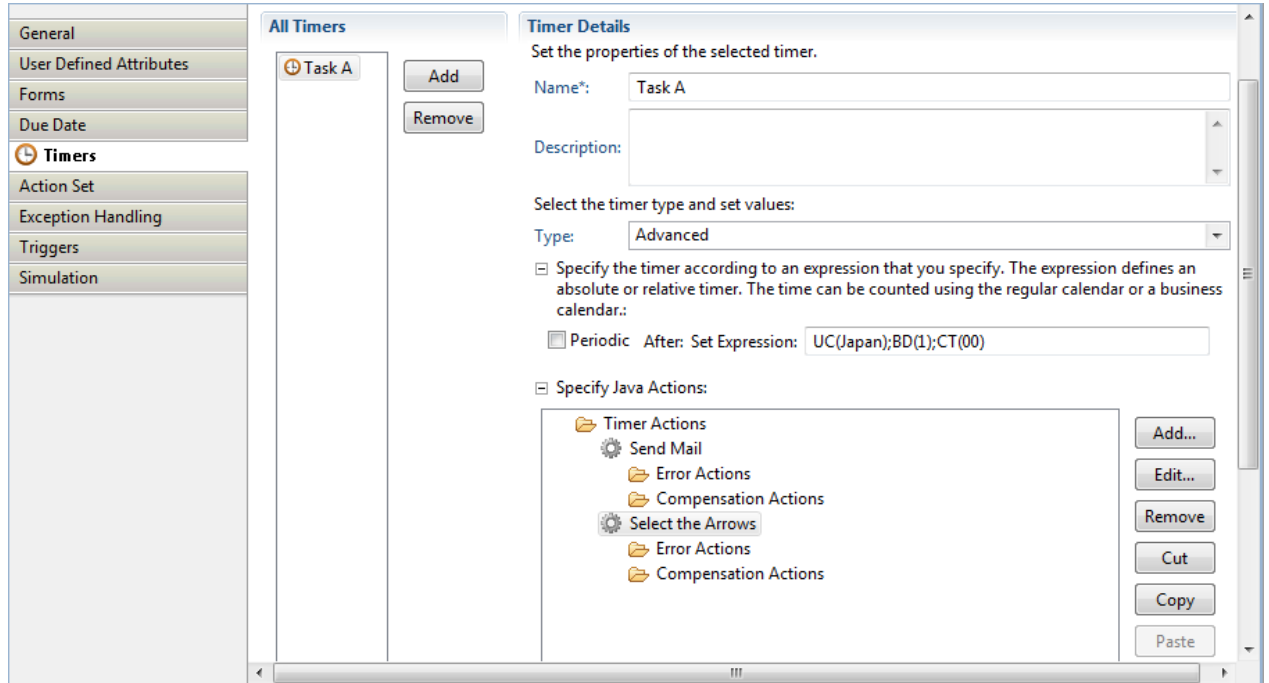 General
User Defined Attributes
Forms
Due Date
Timers
Action Set
Exception Handling
Triggers
Simulation
All Timers
Task A
Add
Remove
Timer Details
Set the properties of the selected timer.
Name*: Task A
Description:
Select the timer type and set values:
Type: Advanced
Specify the timer according to an expression that you specify. The expression defines an
absolute or relative timer. The time can be counted using the regular calendar or a business
calendar.:
Periodic After: Set Expression: UC(Japan);BD(1);CT(00)
Specify Java Actions:
Timer Actions
Send Mail
Error Actions
Compensation Actions
Select the Arrows
Error Actions
Compensation Actions
Add...
Edit...
Remove
Cut
Copy
Paste